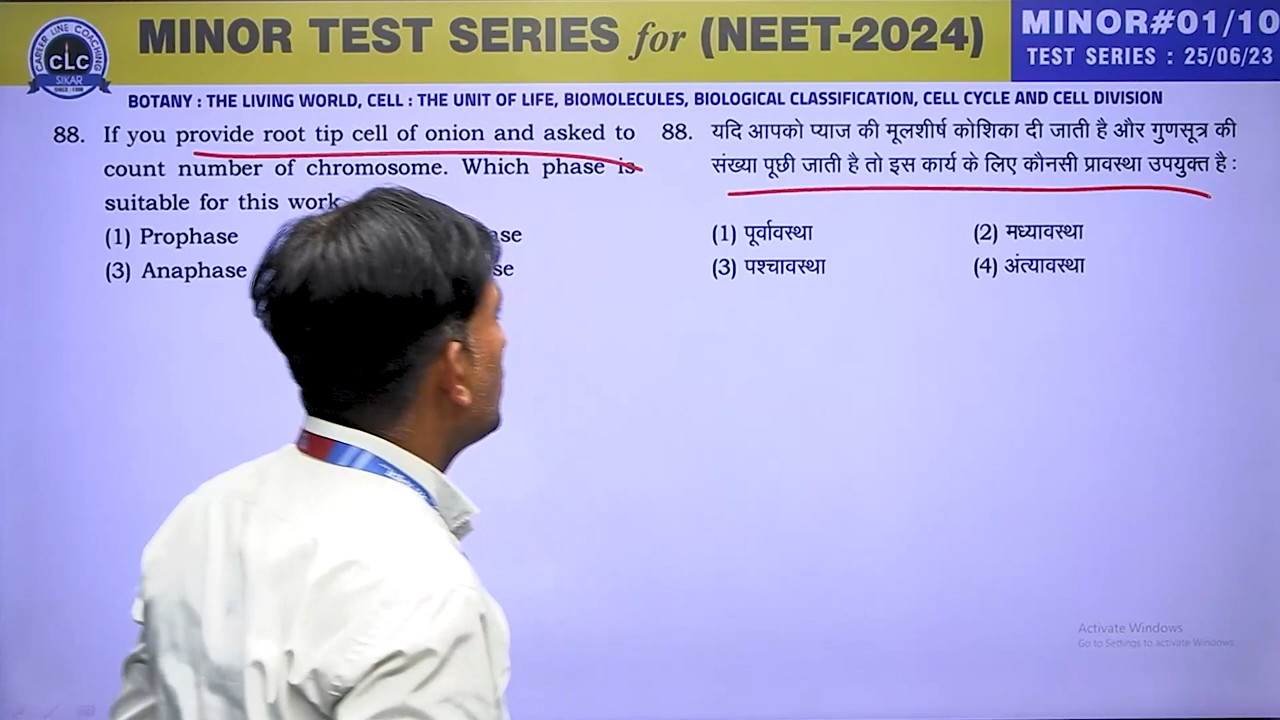 MINOR TEST SERIES for (NEET-2024)
MINOR#01/10
TEST SERIES : 25/06/23
CAREER LINE COACHING
CLC
SIKAR
BOTANY : THE LIVING WORLD, CELL : THE UNIT OF LIFE, BIOMOLECULES, BIOLOGICAL CLASSIFICATION, CELL CYCLE AND CELL DIVISION
88. If you provide root tip cell of onion and asked to
count number of chromosome. Which phase is
suitable for this work
(1) Prophase
(3) Anaphase
88. यदि आपको प्याज की मूलशीर्ष कोशिका दी जाती है और गुणसूत्र की
संख्या पूछी जाती है तो इस कार्य के लिए कौनसी प्रावस्था उपयुक्त है :
(1) पूर्वावस्था (2) मध्यावस्था
(3) पश्चावस्था (4) अंत्यावस्था
Activate Windows
Go to Settings to activate Windows.